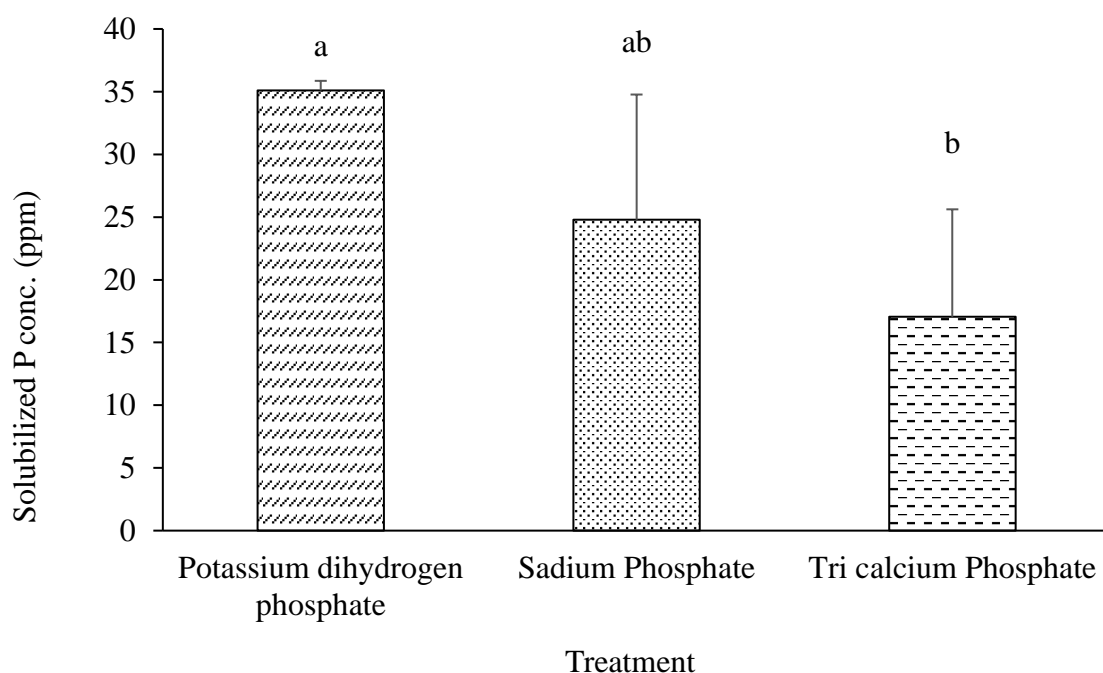 40
35
30
25
20
15
10
5
0
Solubilized P conc. (ppm)
a
ab
b
Potassium dihydrogen
phosphate
Sadium Phosphate
Tri calcium Phosphate
Treatment